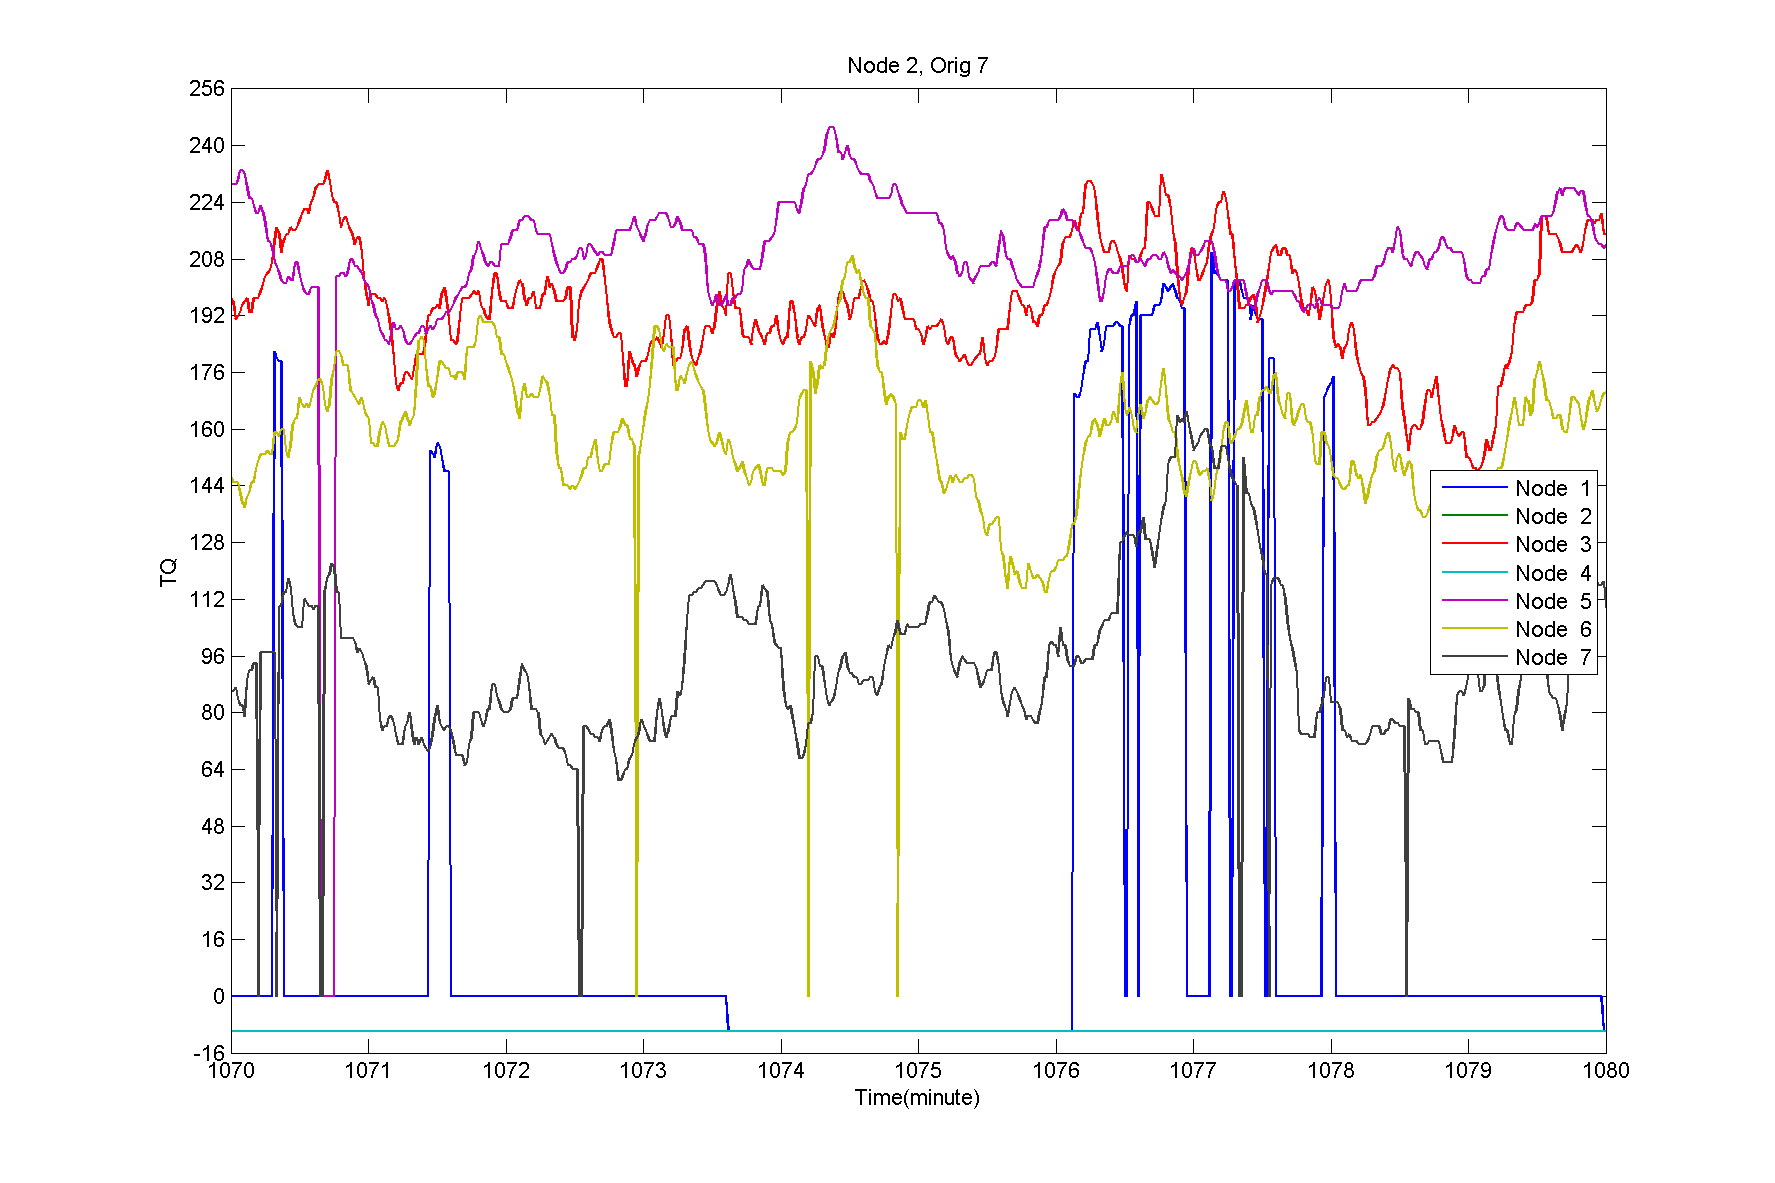 Node 2, Orig 7
256
240
224
208
192
176
160
144
128
112
96
80
64
48
32
16
0
-16
TQ
1070 1071 1072 1073 1074 1075 1076 1077 1078 1079 1080
Time(minute)
Node 1
Node 2
Node 3
Node 4
Node 5
Node 6
Node 7